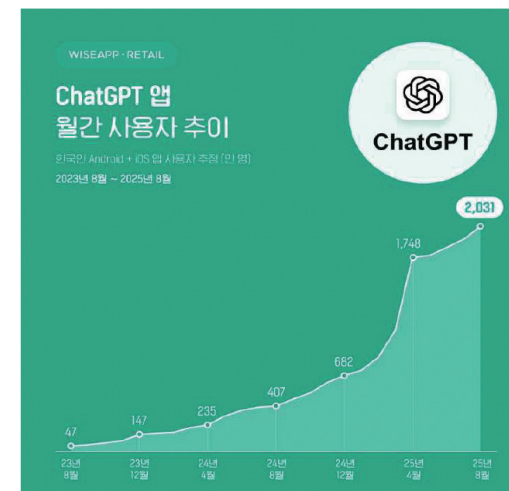 WISEAPP·RETAIL
ChatGPT 앱
월간 사용자 추이
한국인 Android + iOS 앱 사용자 추정 (만 명)
2023년 8월 ~ 2025년 8월
ChatGPT
2,031
1,748
682
407
235
147
47
23년 8월
23년 12월
24년 4월
24년 8월
24년 12월
25년 4월
25년 8월